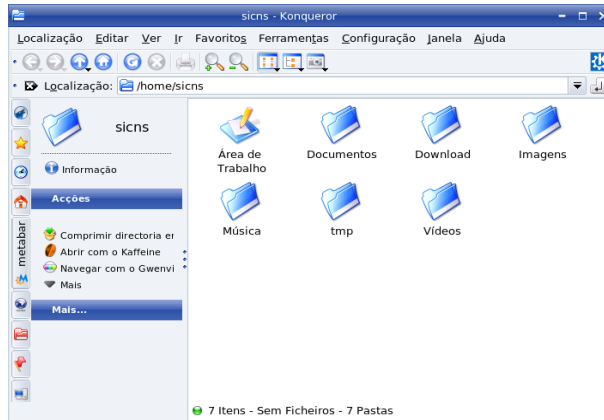 sicns - Konqueror
Localização Editar Ver Ir Favoritos Ferramentas Configuração Janela Ajuda
Localização: /home/sicns
sicns
Informação
Acções
Comprimir directoria er
Abrir com o Kaffeine
Navegar com o Gwenvi
Mais
Mais...
metabar
Área de
Trabalho
Documentos
Download
Imagens
Música
tmp
Vídeos
7 Itens - Sem Ficheiros - 7 Pastas